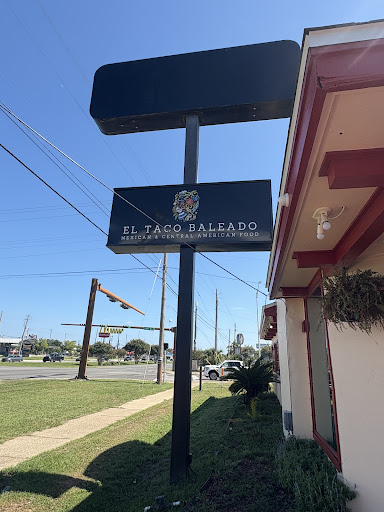 EL TACO BALEADO
MEXICAN & CENTRAL AMERICAN FOOD